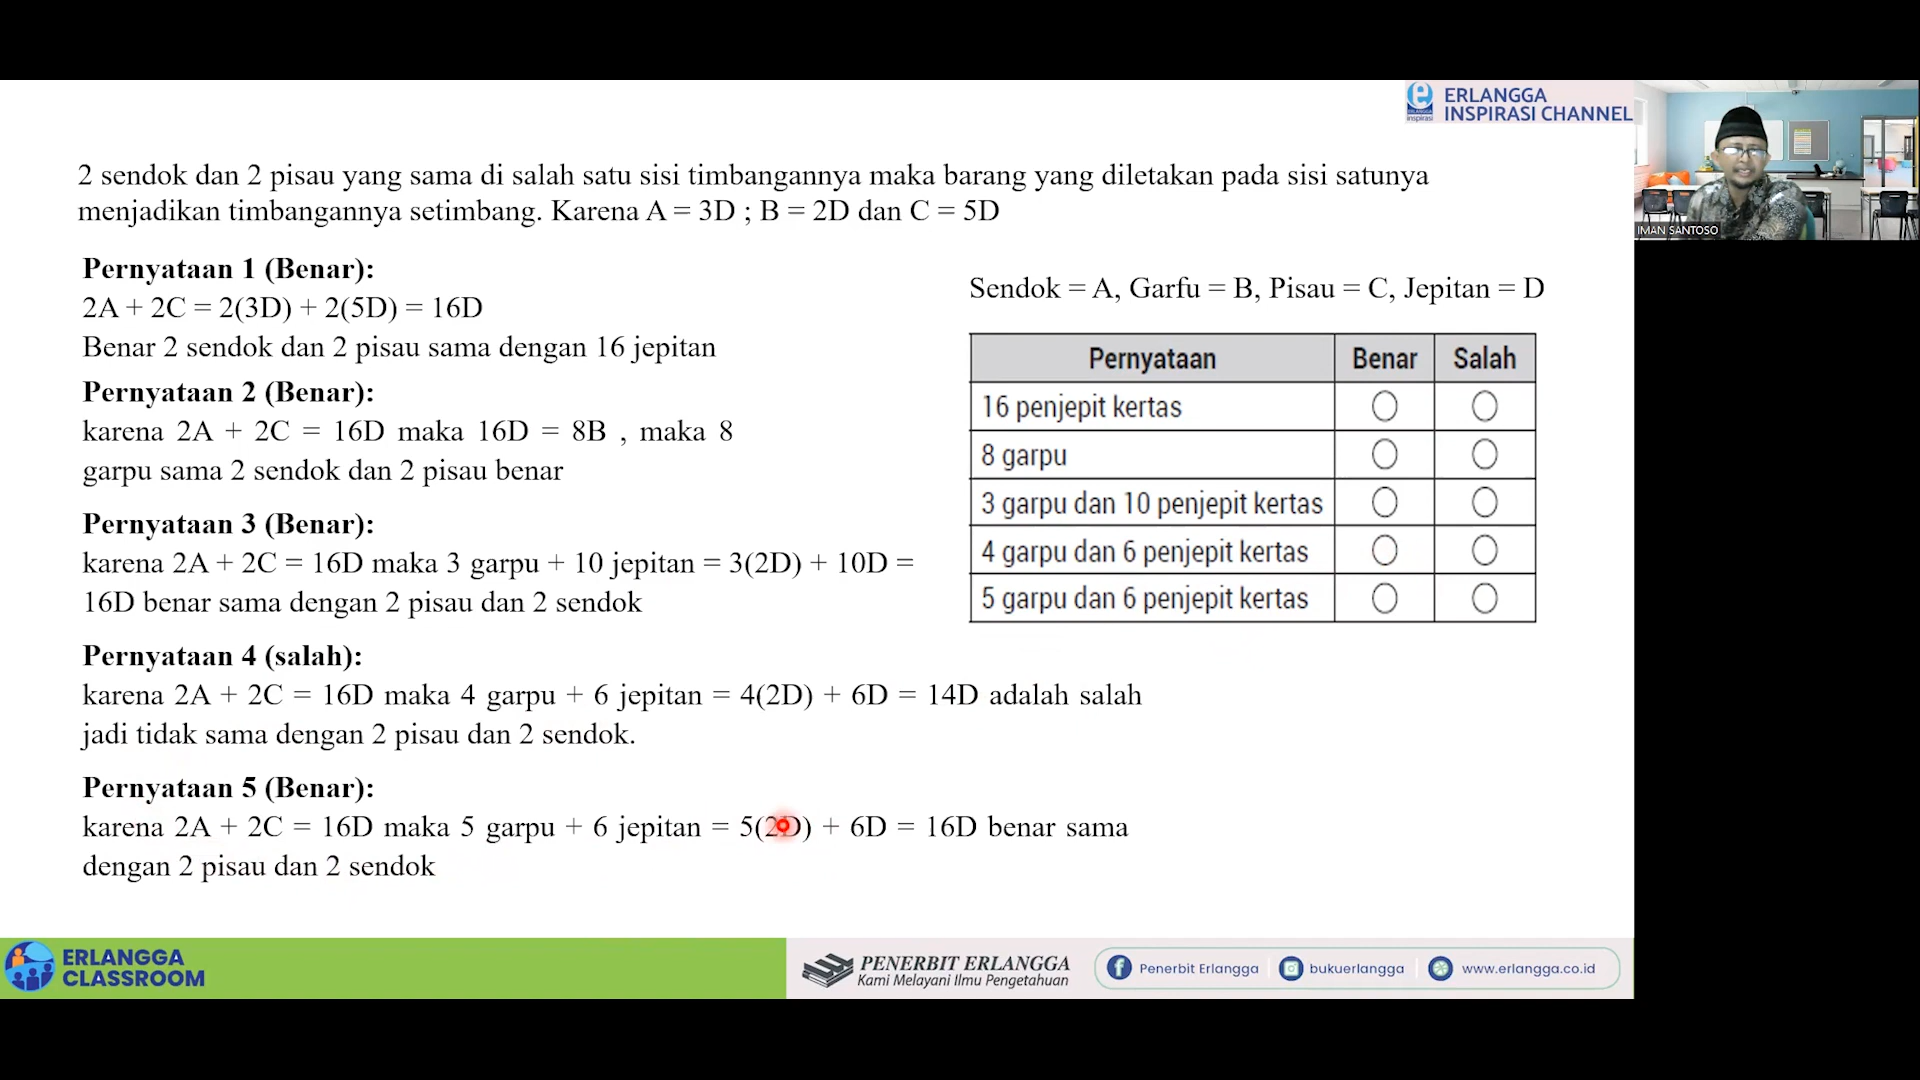 ERLANGGA
INSPIRASI CHANNEL
inspirasi
IMAN SANTOSO
2 sendok dan 2 pisau yang sama di salah satu sisi timbangannya maka barang yang diletakan pada sisi satunya
menjadikan timbangannya setimbang. Karena A = 3D ; B = 2D dan C = 5D
Pernyataan 1 (Benar):
2A + 2C = 2(3D) + 2(5D) = 16D
Benar 2 sendok dan 2 pisau sama dengan 16 jepitan
Pernyataan 2 (Benar):
karena 2A + 2C = 16D maka 16D = 8B , maka 8
garpu sama 2 sendok dan 2 pisau benar
Pernyataan 3 (Benar):
karena 2A + 2C = 16D maka 3 garpu + 10 jepitan = 3(2D) + 10D =
16D benar sama dengan 2 pisau dan 2 sendok
Pernyataan 4 (salah):
karena 2A + 2C = 16D maka 4 garpu + 6 jepitan = 4(2D) + 6D = 14D adalah salah
jadi tidak sama dengan 2 pisau dan 2 sendok.
Pernyataan 5 (Benar):
karena 2A + 2C = 16D maka 5 garpu + 6 jepitan = 5(2D) + 6D = 16D benar sama
dengan 2 pisau dan 2 sendok
Sendok = A, Garfu = B, Pisau = C, Jepitan = D
Pernyataan Benar Salah
16 penjepit kertas
8 garpu
3 garpu dan 10 penjepit kertas
4 garpu dan 6 penjepit kertas
5 garpu dan 6 penjepit kertas
ERLANGGA
CLASSROOM
PENERBIT ERLANGGA
Kami Melayani Ilmu Pengetahuan
Penerbit Erlangga
bukuerlangga
www.erlangga.co.id